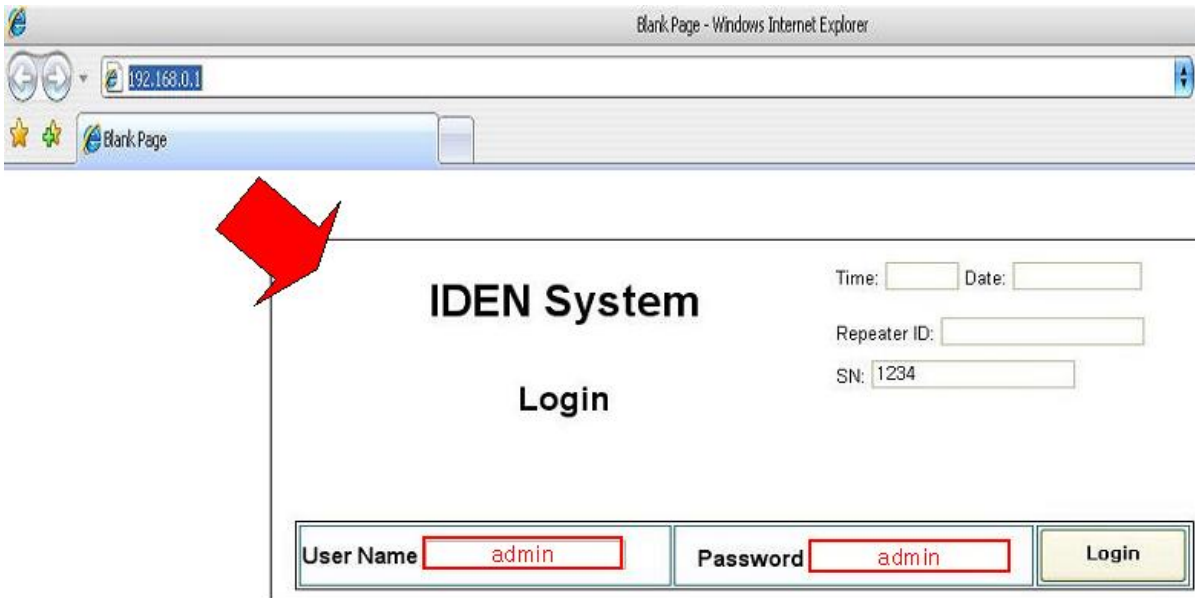 Blank Page - Windows Internet Explorer
192.168.0.1
Blank Page
IDEN System
Time: Date:
Repeater ID:
SN: 1234
Login
User Name admin Password admin Login